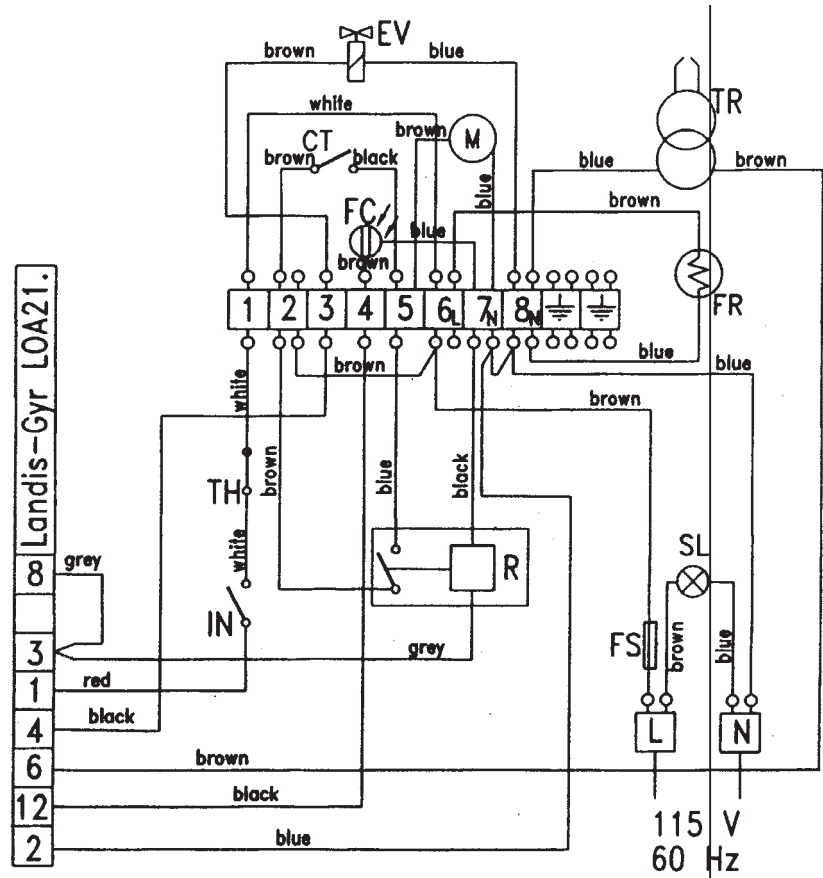 EV
brown
blue
white
TR
CT
brown
M
brown
black
blue
brown
blue
brown
FC
blue
brown
FR
1 2 3 4 5 6L 7N 8N
Landis-Gyr LOA21.
brown
blue
blue
white
brown
brown
blue
black
TH
white
R
SL
8
grey
IN
FS
brown
blue
3
grey
1
red
4
black
L
N
6
brown
12
black
2
blue
115 V
60 Hz